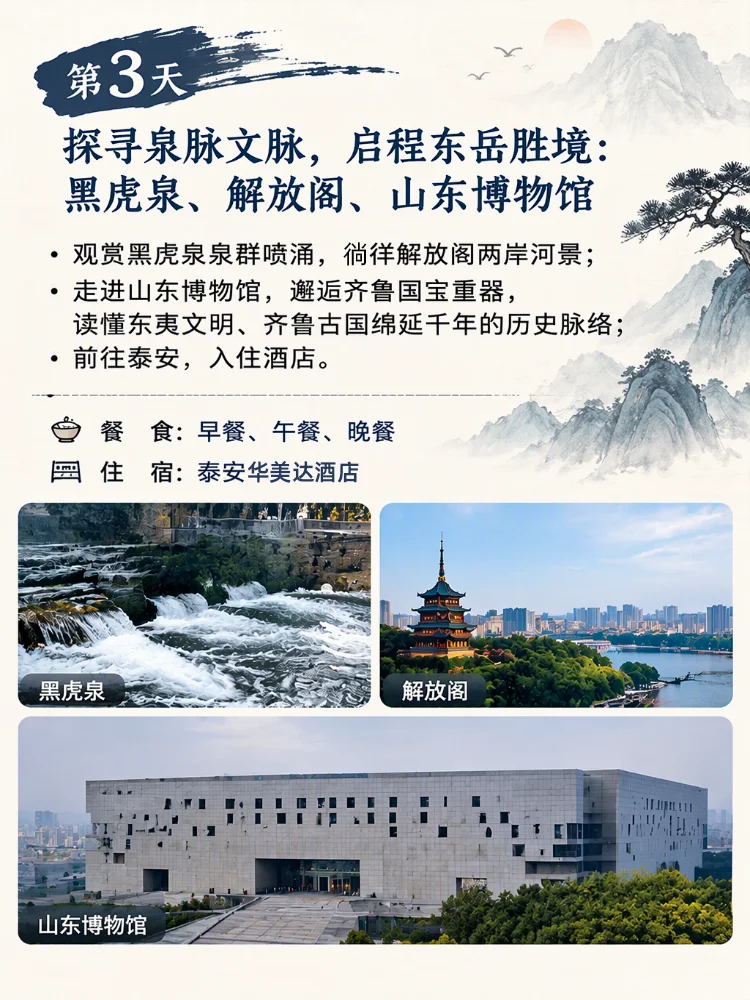 第3天
探寻泉脉文脉，启程东岳胜境：
黑虎泉、解放阁、山东博物馆
• 观赏黑虎泉泉群喷涌，徜徉解放阁两岸河景；
• 走进山东博物馆，邂逅齐鲁国宝重器，
读懂东夷文明、齐鲁古国绵延千年的历史脉络；
• 前往泰安，入住酒店。
餐 食：早餐、午餐、晚餐
住 宿：泰安华美达酒店
黑虎泉
解放阁
山东博物馆